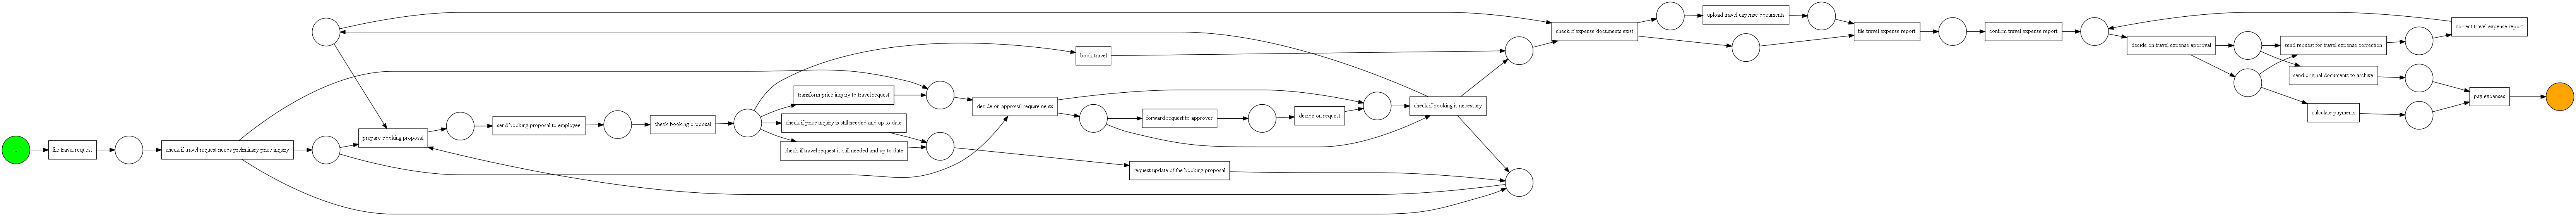 1
file travel request
check if travel request needs preliminary price inquiry
prepare booking proposal
send booking proposal to employee
check booking proposal
book travel
transform price inquiry to travel request
check if price inquiry is still needed and up to date
check if travel request is still needed and up to date
decide on approval requirements
forward request to approver
decide on request
request update of the booking proposal
check if booking is necessary
check if expense documents exist
upload travel expense documents
file travel expense report
confirm travel expense report
decide on travel expense approval
correct travel expense report
send request for travel expense correction
send original documents to archive
calculate payments
pay expenses